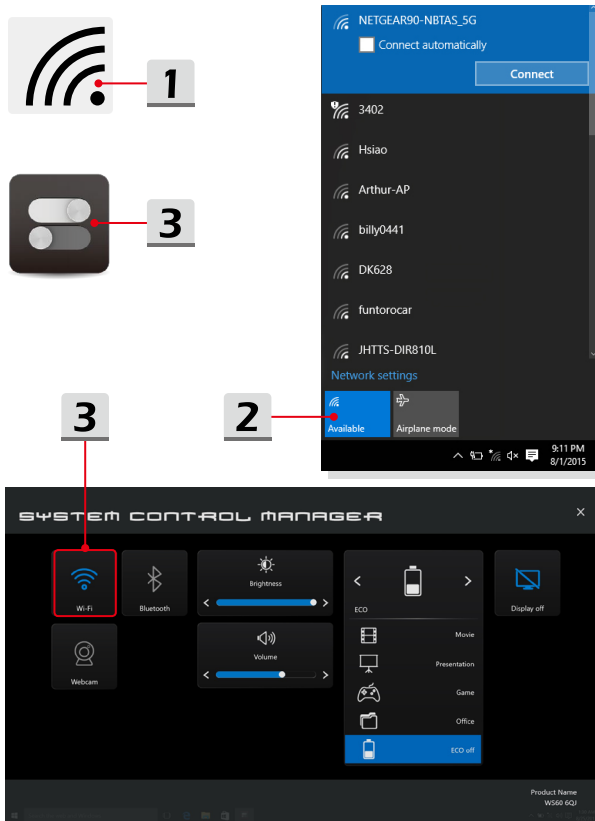 1
3
NETGEAR90-NBTAS_5G
Connect automatically
Connect
3402
Hsiao
Arthur-AP
billy0441
DK628
funtorocar
JHTTS-DIR810L
Network settings
2
Available
Airplane mode
9:11 PM
8/1/2015
3
SYSTEM CONTROL MANAGER
Wi-Fi
Bluetooth
Brightness
ECO
Display off
Webcam
Volume
Movie
Presentation
Game
Office
ECO off
Product Name
WS60 6QJ